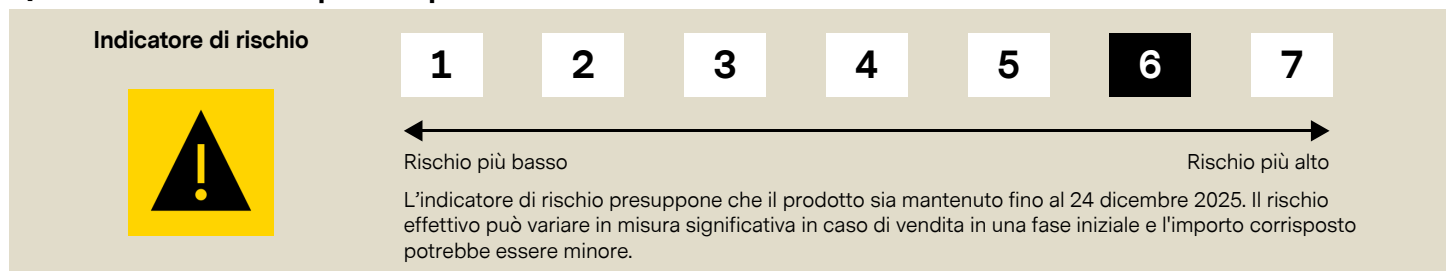 Indicatore di rischio
1 2 3 4 5 6 7
Rischio più basso Rischio più alto
L'indicatore di rischio presuppone che il prodotto sia mantenuto fino al 24 dicembre 2025. Il rischio
effettivo può variare in misura significativa in caso di vendita in una fase iniziale e l'importo corrisposto
potrebbe essere minore.